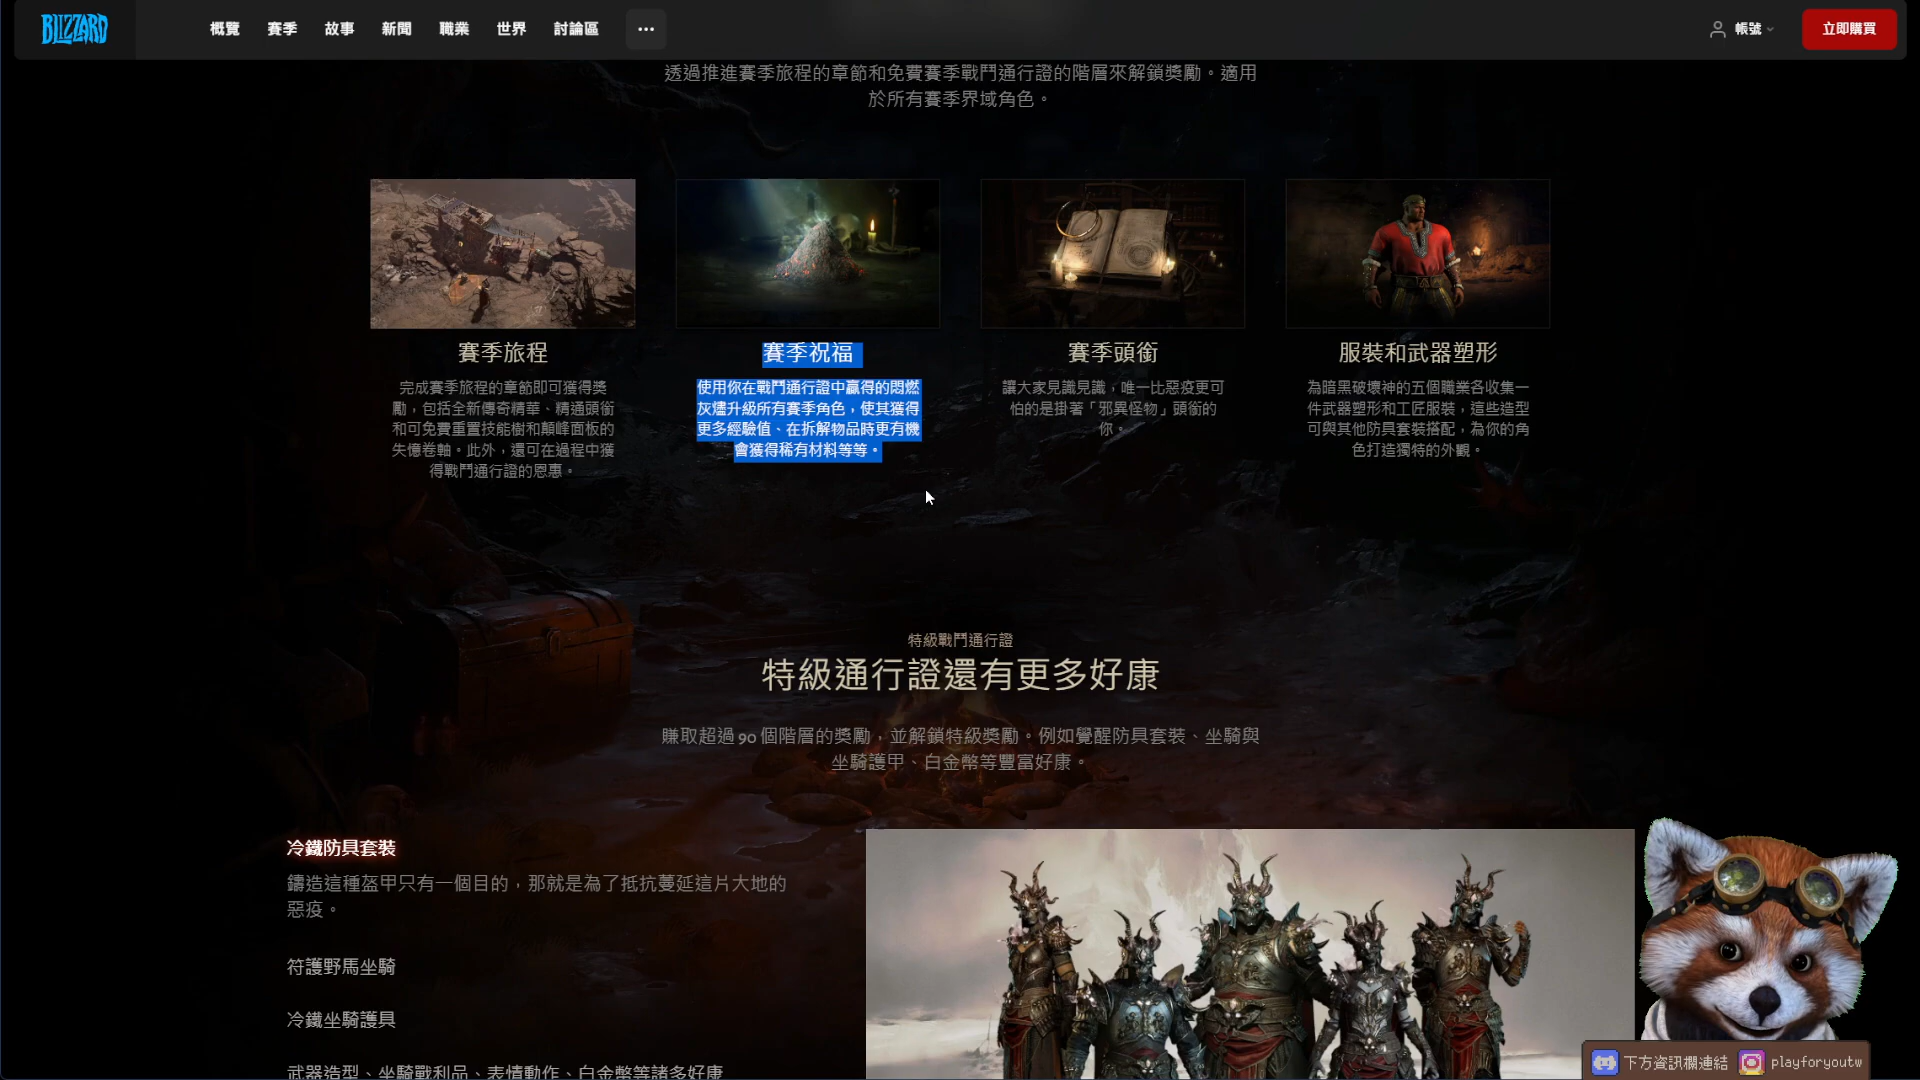 BLIZZARD
概覽
賽季
故事
新聞
職業
世界
討論區
帳號
立即購買
透過推進賽季旅程的章節和免費賽季戰鬥通行證的階層來解鎖獎勵。適用
於所有賽季界域角色。
賽季旅程
完成賽季旅程的章節即可獲得獎
勵，包括全新傳奇精華、精通頭銜
和可免費重置技能樹和巔峰面板的
失憶卷軸。此外，還可在過程中獲
得戰鬥通行證的恩惠。
賽季祝福
使用你在戰鬥通行證中贏得的悶燃
灰燼升級所有賽季角色，使其獲得
更多經驗值、在拆解物品時更有機
會獲得稀有材料等等。
賽季頭銜
讓大家見識見識，唯一比惡疫更可
怕的是掛著「邪異怪物」頭銜的
你。
服裝和武器塑形
為暗黑破壞神的五個職業各收集一
件武器塑形和工匠服裝，這些造型
可與其他防具套裝搭配，為你的角
色打造獨特的外觀。
特級戰鬥通行證
特級通行證還有更多好康
賺取超過 90 個階層的獎勵，並解鎖特級獎勵。例如覺醒防具套裝、坐騎與
坐騎護甲、白金幣等豐富好康。
冷鐵防具套裝
鑄造這種盔甲只有一個目的，那就是為了抵抗蔓延這片大地的
惡疫。
符護野馬坐騎
冷鐵坐騎護具
武器造型、坐騎戰利品、表情動作、白金幣等諸多好康
下方資訊欄連結
playforyoutw